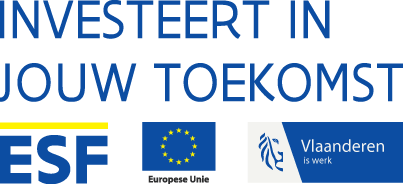 INVESTEERT IN
JOUW TOEKOMST
ESF
Europese Unie
Vlaanderen
is werk